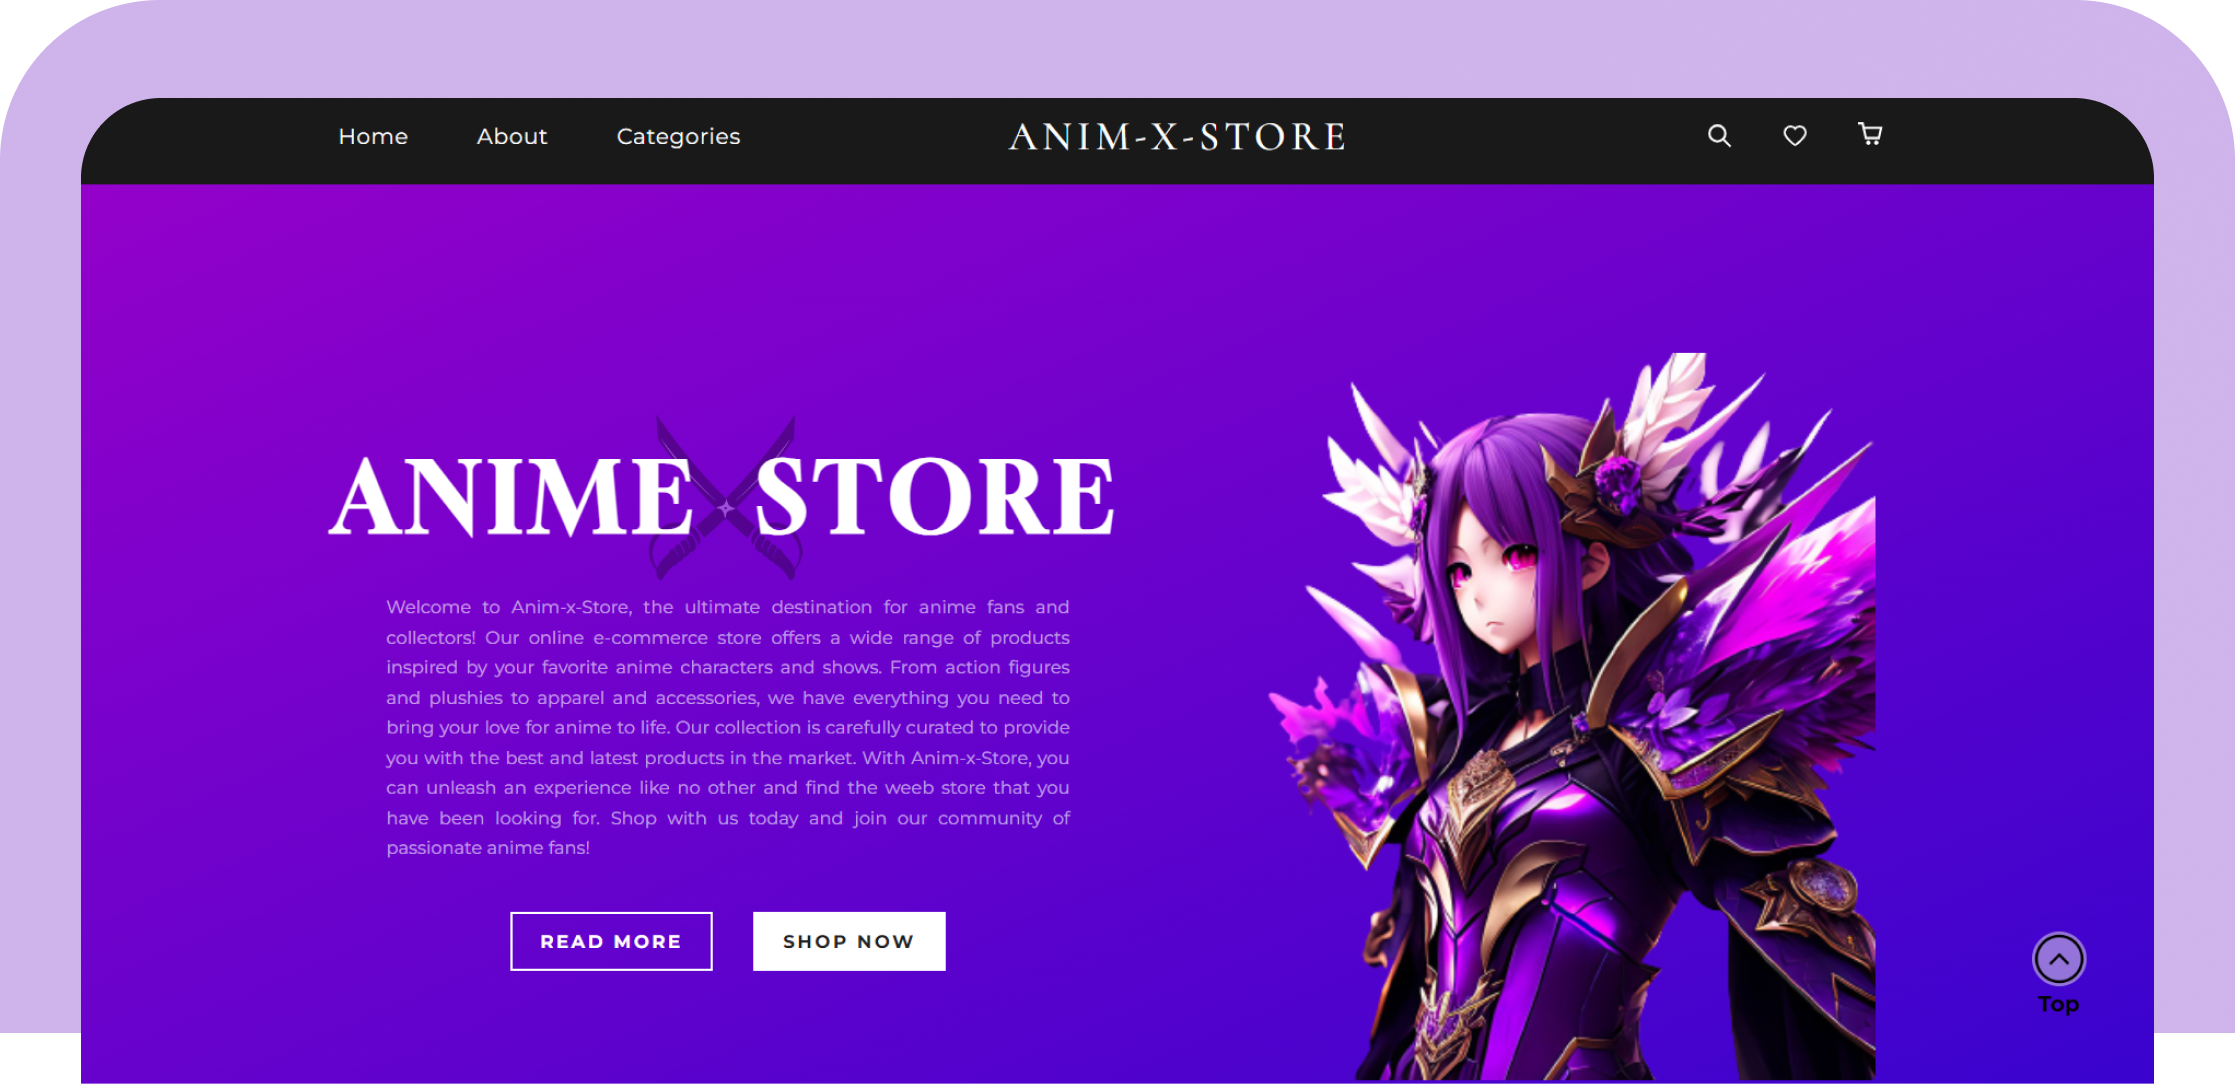 Home About Categories ANIM-X-STORE
ANIME STORE
Welcome to Anim-x-Store, the ultimate destination for anime fans and
collectors! Our online e-commerce store offers a wide range of products
inspired by your favorite anime characters and shows. From action figures
and plushies to apparel and accessories, we have everything you need to
bring your love for anime to life. Our collection is carefully curated to provide
you with the best and latest products in the market. With Anim-x-Store, you
can unleash an experience like no other and find the weeb store that you
have been looking for. Shop with us today and join our community of
passionate anime fans!
READ MORE SHOP NOW
Top